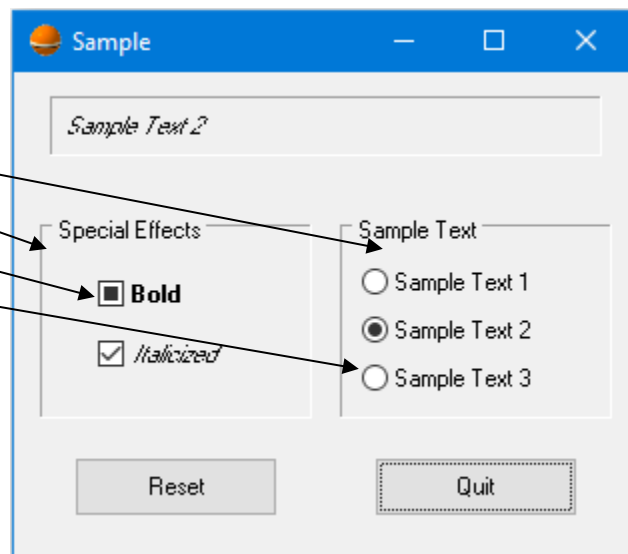 Sample
Sample Text 2
Special Effects
Bold
Italicized
Sample Text
Sample Text 1
Sample Text 2
Sample Text 3
Reset
Quit